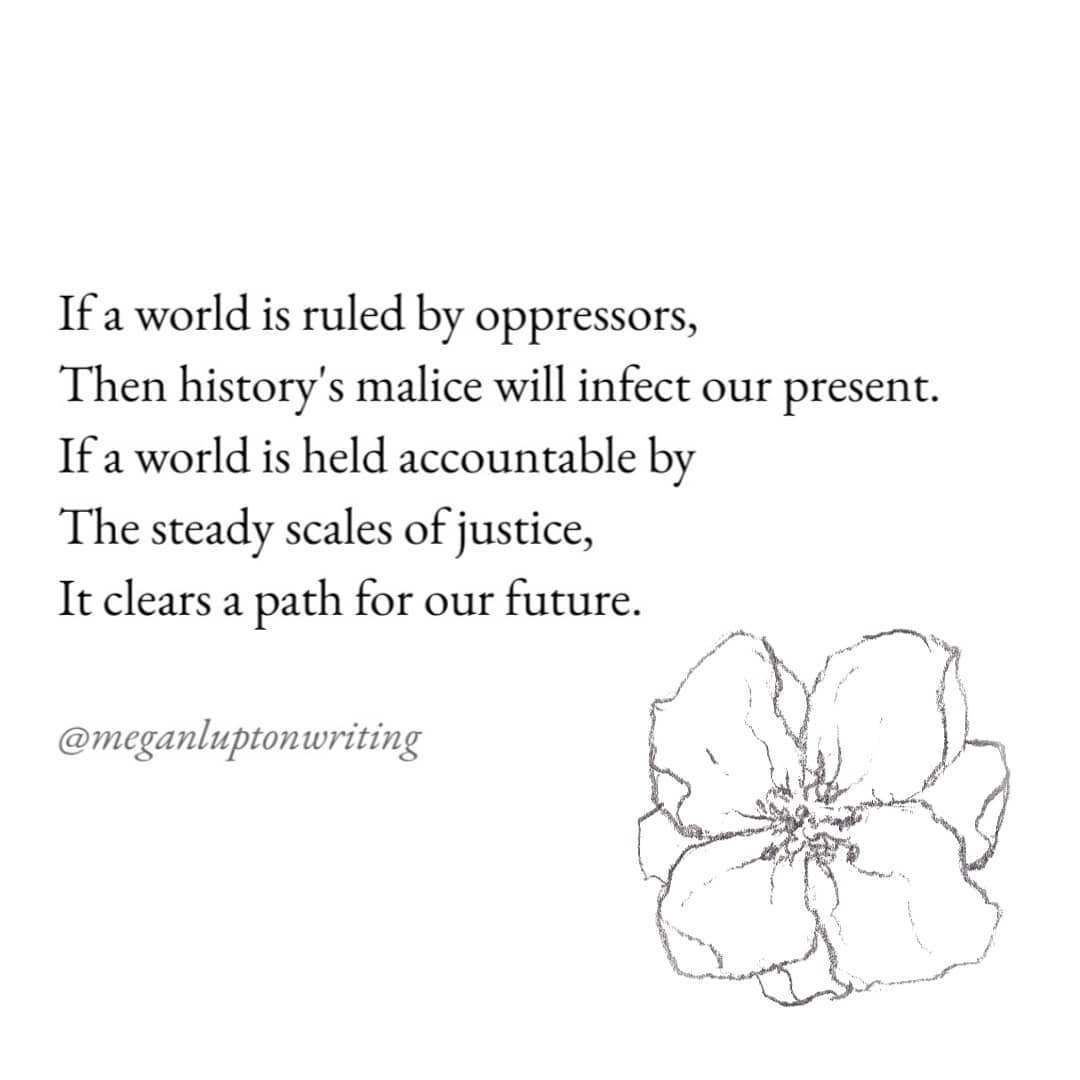 If a world is ruled by oppressors,
Then history's malice will infect our present.
If a world is held accountable by
The steady scales of justice,
It clears a path for our future.
@meganluptonwriting